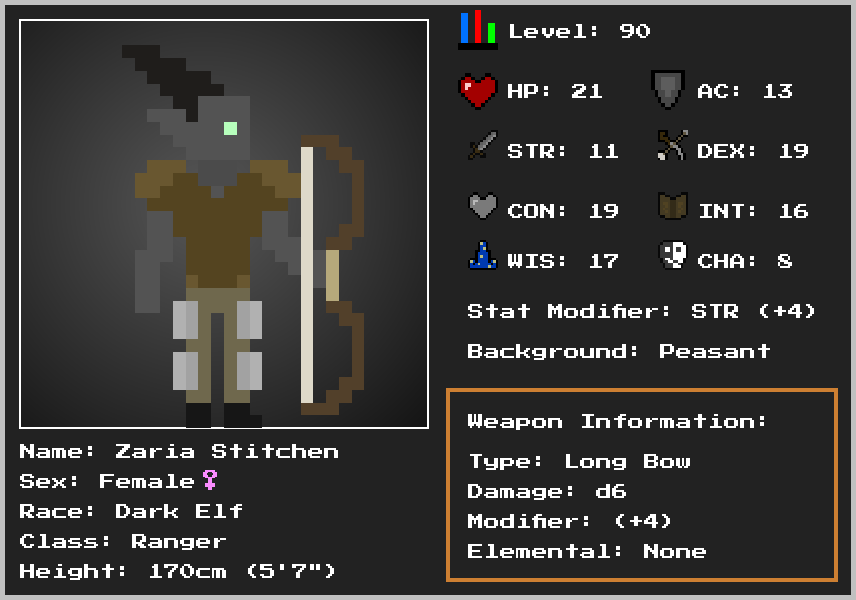 Level: 90
HP: 21
AC: 13
STR: 11
DEX: 19
CON: 19
INT: 16
WIS: 17
CHA: 8
Stat Modifier: STR (+4)
Background: Peasant
Weapon Information:
Type: Long Bow
Damage: d6
Modifier: (+4)
Elemental: None
Name: Zaria Stitchen
Sex: Female♀
Race: Dark Elf
Class: Ranger
Height: 170cm (5'7")